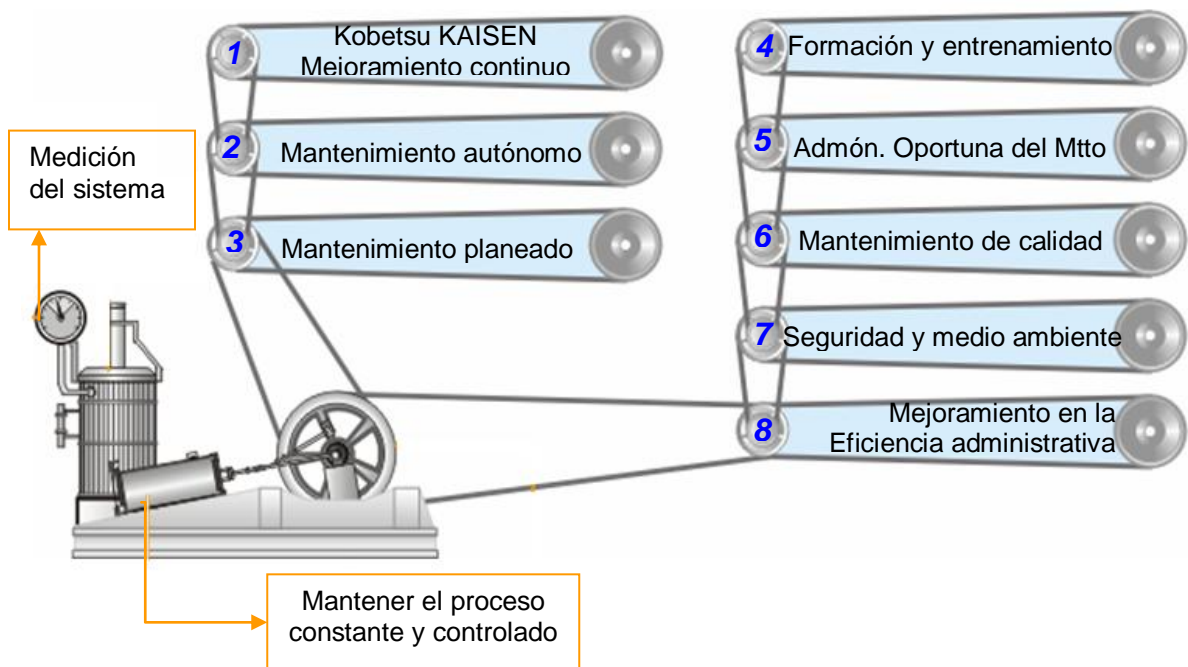 1
Kobetsu KAISEN
Mejoramiento continuo
2
Mantenimiento autónomo
3
Mantenimiento planeado
4
Formación y entrenamiento
5
Admón. Oportuna del Mtto
6
Mantenimiento de calidad
7
Seguridad y medio ambiente
8
Mejoramiento en la
Eficiencia administrativa
Medición
del sistema
Mantener el proceso
constante y controlado